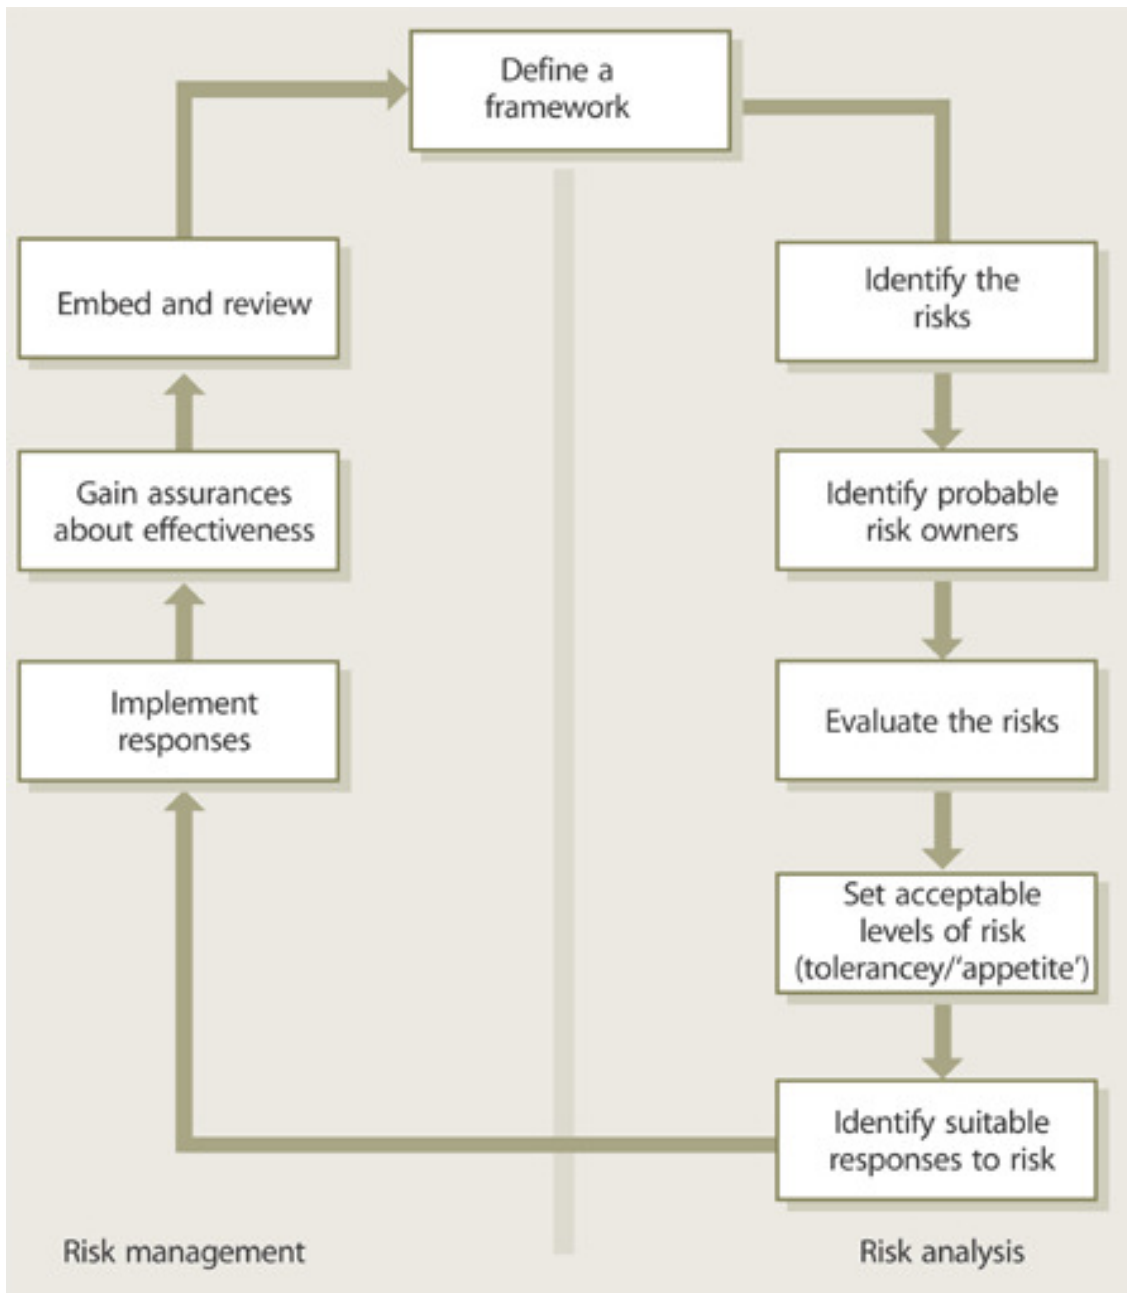 Define a
framework
Identify the
risks
Identify probable
risk owners
Evaluate the risks
Set acceptable
levels of risk
(tolerancey/‘appetite’)
Identify suitable
responses to risk
Implement
responses
Gain assurances
about effectiveness
Embed and review
Risk management
Risk analysis